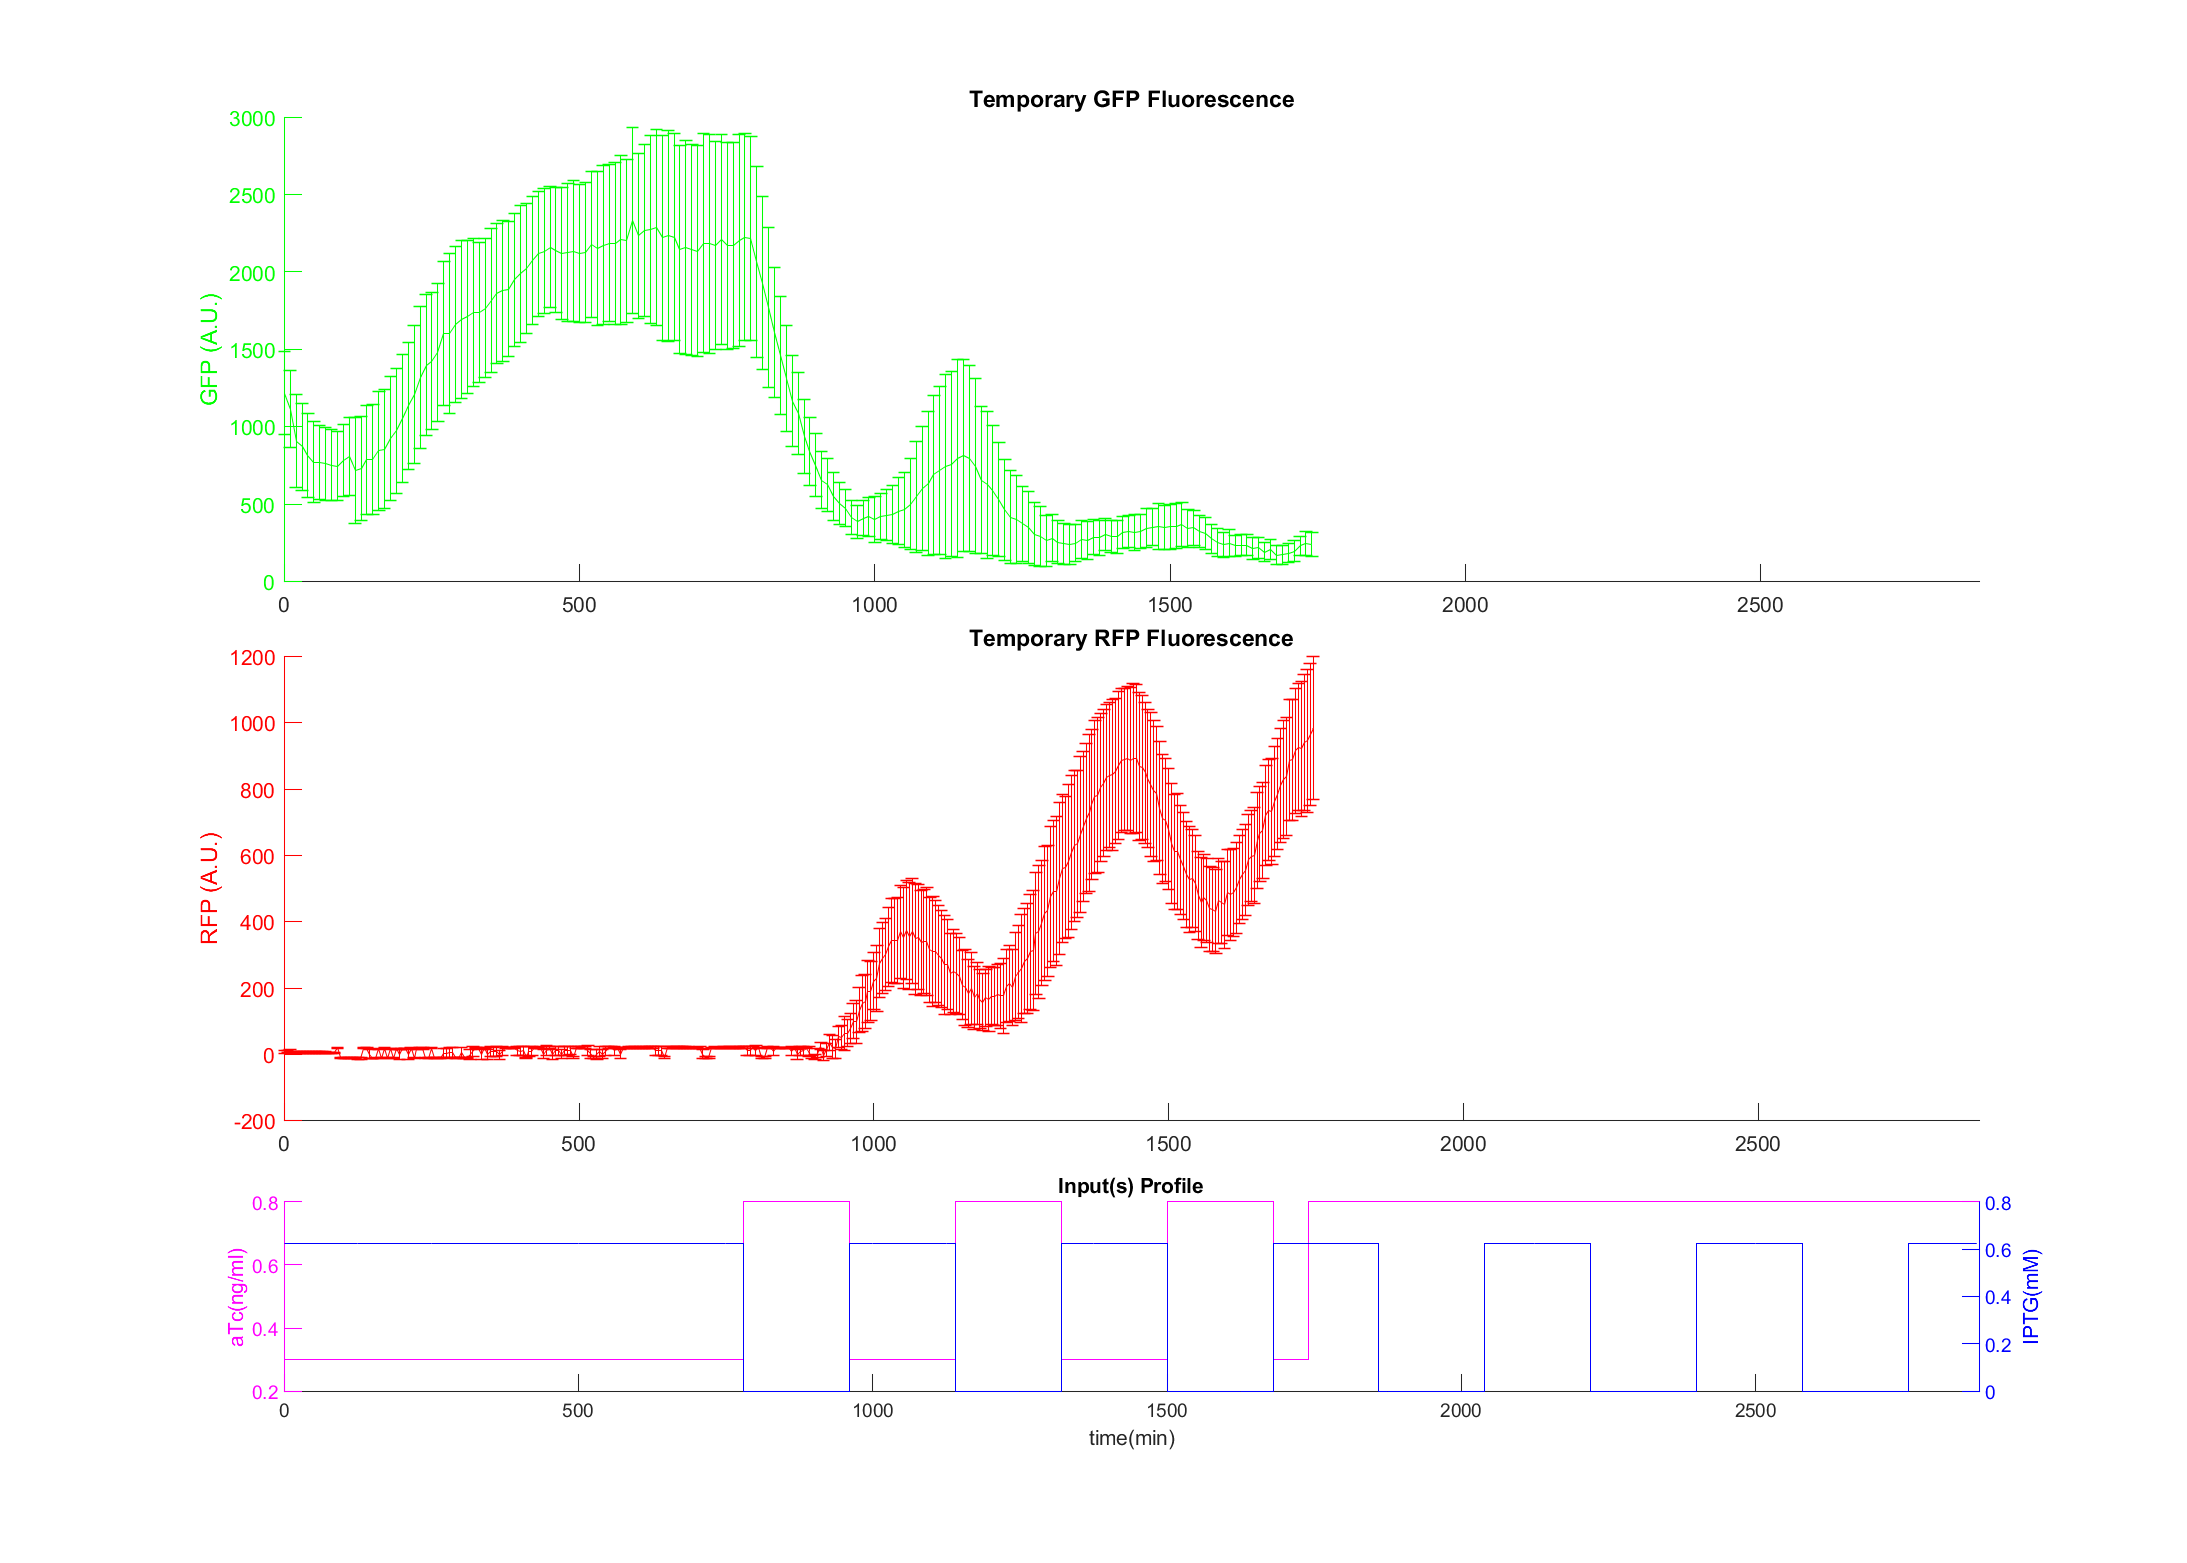 Temporary GFP Fluorescence
GFP (A.U.)
3000
2500
2000
1500
1000
500
0
0 500 1000 1500 2000 2500
Temporary RFP Fluorescence
RFP (A.U.)
1200
1000
800
600
400
200
0
-200
0 500 1000 1500 2000 2500
Input(s) Profile
aTc(ng/ml)
0.8
0.6
0.4
0.2
0.8
0.6
0.4
0.2
0
IPTG(mM)
0 500 1000 1500 2000 2500
time(min)